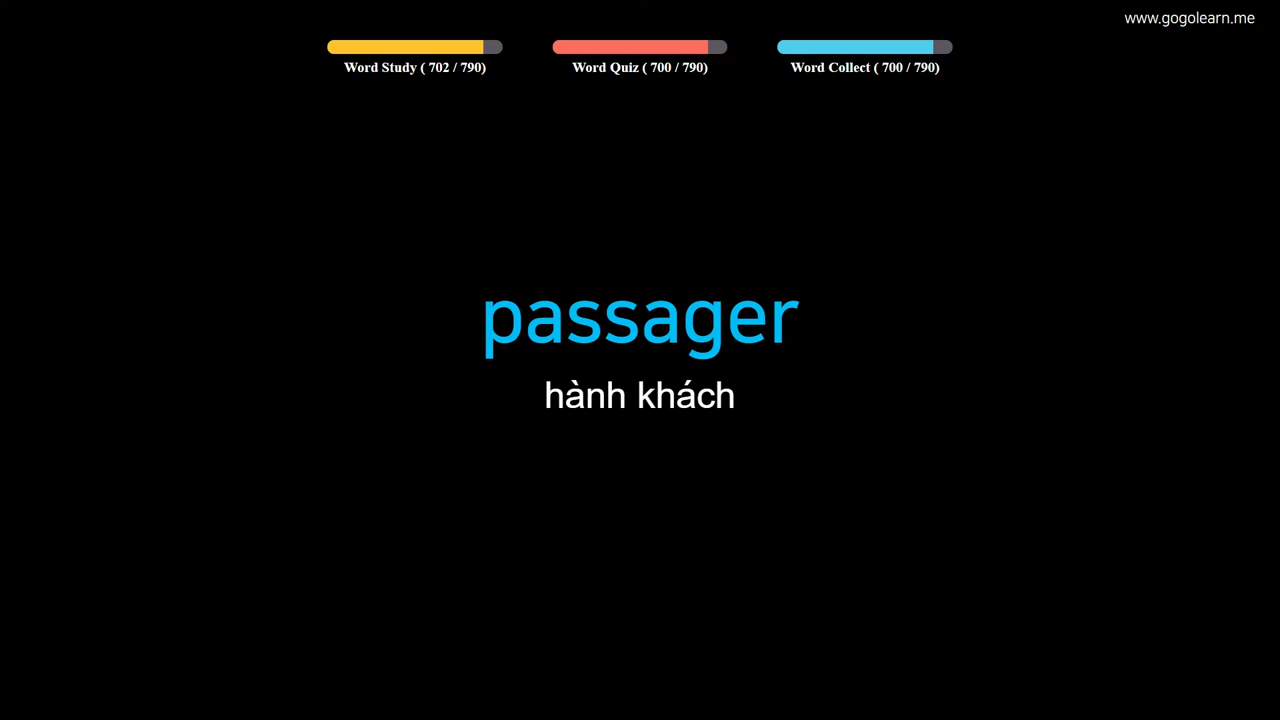 www.gogolearn.me
Word Study ( 702 / 790)
Word Quiz ( 700 / 790)
Word Collect ( 700 / 790)
passager
hành khách